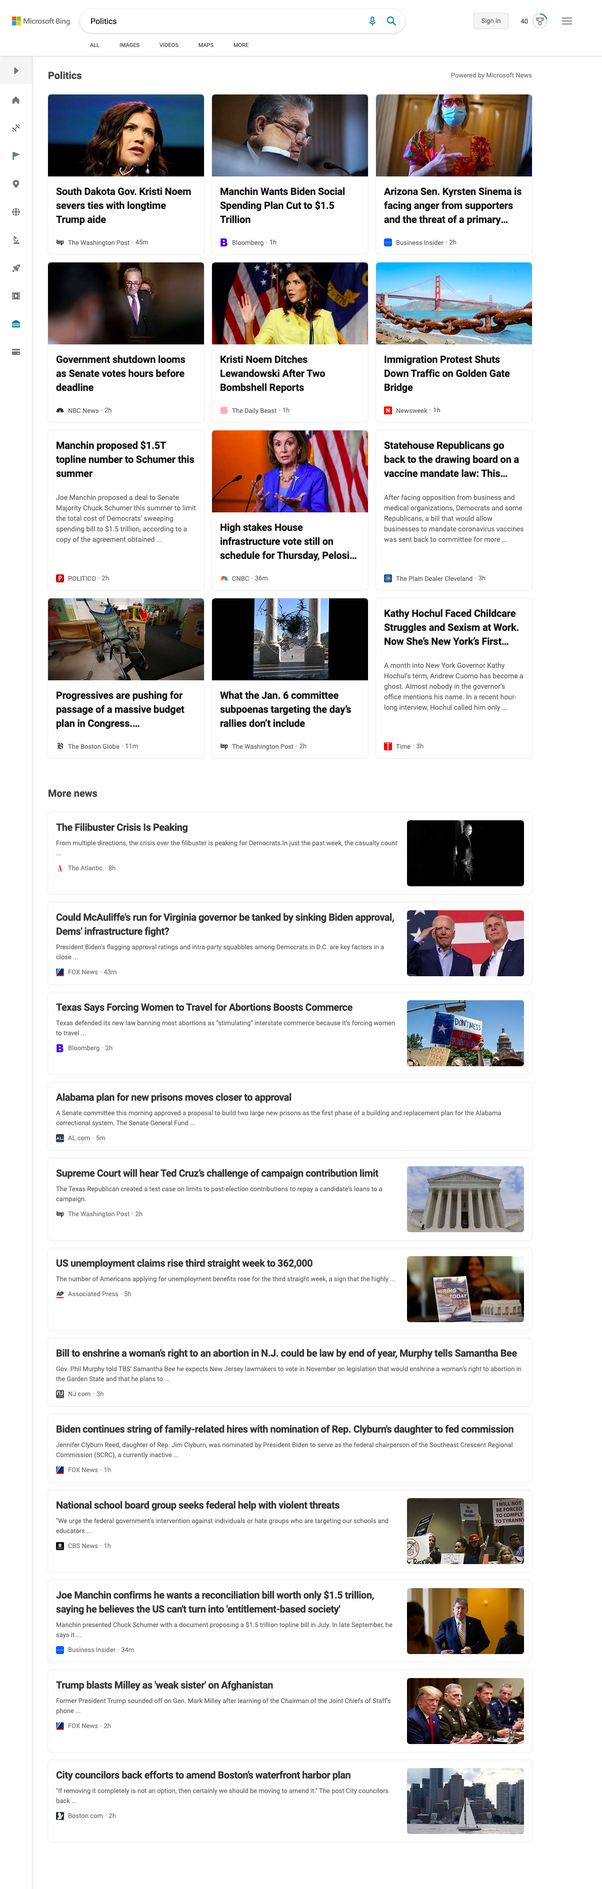 Microsoft Bing
Politics
Sign in
40
ALL
IMAGES
VIDEOS
MAPS
MORE
Politics
Powered by Microsoft News
South Dakota Gov. Kristi Noem
severs ties with longtime
Trump aide
The Washington Post · 45m
Manchin Wants Biden Social
Spending Plan Cut to $1.5
Trillion
Bloomberg · 1h
Arizona Sen. Kyrsten Sinema is
facing anger from supporters
and the threat of a primary...
Business Insider · 2h
Government shutdown looms
as Senate votes hours before
deadline
NBC News · 2h
Kristi Noem Ditches
Lewandowski After Two
Bombshell Reports
The Daily Beast · 1h
Immigration Protest Shuts
Down Traffic on Golden Gate
Bridge
Newsweek · 1h
Manchin proposed $1.5T
topline number to Schumer this
summer
Joe Manchin proposed a deal to Senate
Majority Chuck Schumer this summer to limit
the total cost of Democrats' sweeping
spending bill to $1.5 trillion, according to a
copy of the agreement obtained ...
POLITICO · 2h
High stakes House
infrastructure vote still on
schedule for Thursday, Pelosi...
CNBC · 36m
Statehouse Republicans go
back to the drawing board on a
vaccine mandate law: This...
After facing opposition from business and
medical organizations, Democrats and some
Republicans, a bill that would allow
businesses to mandate coronavirus vaccines
was sent back to committee for more ...
The Plain Dealer Cleveland · 3h
Progressives are pushing for
passage of a massive budget
plan in Congress....
The Boston Globe · 11m
What the Jan. 6 committee
subpoenas targeting the day's
rallies don't include
The Washington Post · 2h
Kathy Hochul Faced Childcare
Struggles and Sexism at Work.
Now She's New York's First...
A month into New York Governor Kathy
Hochul's term, Andrew Cuomo has become a
ghost. Almost nobody in the governor's
office mentions his name. In a recent hour-
long interview, Hochul called him only ...
Time · 3h
More news
The Filibuster Crisis Is Peaking
From multiple directions, the crisis over the filibuster is peaking for Democrats.In just the past week, the casualty count
...
The Atlantic · 8h
Could McAuliffe's run for Virginia governor be tanked by sinking Biden approval,
Dems' infrastructure fight?
President Biden's flagging approval ratings and intra-party squabbles among Democrats in D.C. are key factors in a
close ...
FOX News · 43m
Texas Says Forcing Women to Travel for Abortions Boosts Commerce
Texas defended its new law banning most abortions as "stimulating" interstate commerce because it's forcing women
to travel ...
Bloomberg · 2h
DON'T MESS
Alabama plan for new prisons moves closer to approval
A Senate committee this morning approved a proposal to build two large new prisons as the first phase of a building and replacement plan for the Alabama
correctional system. The Senate General Fund ...
AL.com · 5m
Supreme Court will hear Ted Cruz's challenge of campaign contribution limit
The Texas Republican created a test case on limits to post-election contributions to repay a candidate's loans to a
campaign.
The Washington Post · 2h
US unemployment claims rise third straight week to 362,000
The number of Americans applying for unemployment benefits rose for the third straight week, a sign that the highly ...
AP Associated Press · 5h
TODAY
Bill to enshrine a woman's right to an abortion in N.J. could be law by end of year, Murphy tells Samantha Bee
Gov. Phil Murphy told TBS' Samantha Bee he expects New Jersey lawmakers to vote in November on legislation that would enshrine a woman's right to abortion in
the Garden State and that he plans to ...
NJ.com · 3h
Biden continues string of family-related hires with nomination of Rep. Clyburn's daughter to fed commission
Jennifer Clyburn Reed, daughter of Rep. Jim Clyburn, was nominated by President Biden to serve as the federal chairperson of the Southeast Crescent Regional
Commission (SCRC), a currently inactive ...
FOX News · 1h
National school board group seeks federal help with violent threats
"We urge the federal government's intervention against individuals or hate groups who are targeting our schools and
educators ...
CBS News · 1h
I WILL NOT
BE FORCED
TO COMPLY
TO TYRANNY
Joe Manchin confirms he wants a reconciliation bill worth only $1.5 trillion,
saying he believes the US can't turn into 'entitlement-based society'
Manchin presented Chuck Schumer with a document proposing a $1.5 trillion topline bill in July. In late September, he
says it ...
Business Insider · 34m
Trump blasts Milley as 'weak sister' on Afghanistan
Former President Trump sounded off on Gen. Mark Milley after learning of the Chairman of the Joint Chiefs of Staff's
phone ...
FOX News · 2h
City councilors back efforts to amend Boston's waterfront harbor plan
"If removing it completely is not an option, then certainly we should be moving to amend it." The post City councilors
back ...
Boston.com · 2h